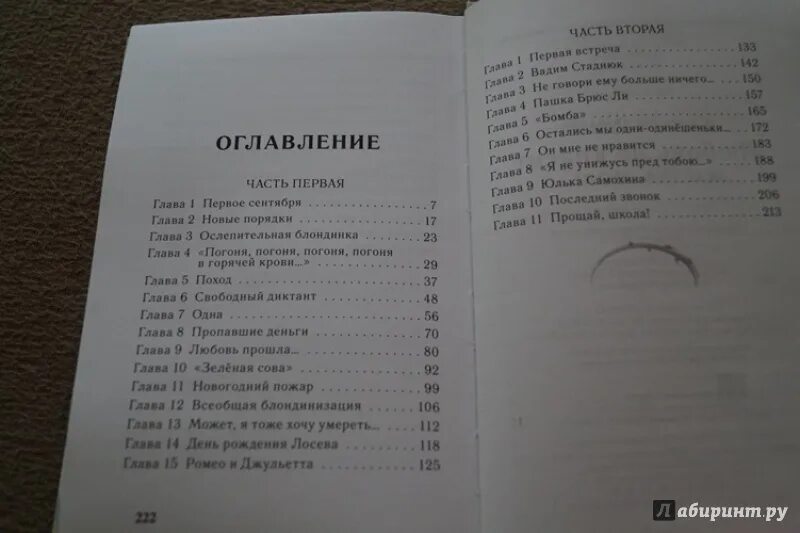 ОГЛАВЛЕНИЕ
ЧАСТЬ ПЕРВАЯ
Глава 1 Первое сентября . . . . . . . . . . . . . 7
Глава 2 Новые порядки . . . . . . . . . . . . . 17
Глава 3 Ослепительная блондинка . . . . . . . 23
Глава 4 «Погоня, погоня, погоня, погоня
в горячей крови...» . . . . . . . . . . . . 29
Глава 5 Поход . . . . . . . . . . . . . . . . . . 37
Глава 6 Свободный диктант . . . . . . . . . . . 48
Глава 7 Одна . . . . . . . . . . . . . . . . . . 56
Глава 8 Пропавшие деньги . . . . . . . . . . . 70
Глава 9 Любовь прошла... . . . . . . . . . . . . 80
Глава 10 «Зелёная сова» . . . . . . . . . . . . 92
Глава 11 Новогодний пожар . . . . . . . . . . . 99
Глава 12 Всеобщая блондинизация . . . . . . . 106
Глава 13 Может, я тоже хочу умереть... . . . . 112
Глава 14 День рождения Лосева . . . . . . . . 118
Глава 15 Ромео и Джульетта . . . . . . . . . . 125
222
ЧАСТЬ ВТОРАЯ
Глава 1 Первая встреча . . . . . . . . . . . . 133
Глава 2 Вадим Стаднюк . . . . . . . . . . . . 142
Глава 3 Не говори ему больше ничего... . . . 150
Глава 4 Пашка Брюс Ли . . . . . . . . . . . . 157
Глава 5 «Бомба» . . . . . . . . . . . . . . . . 165
Глава 6 Остались мы одни-одинёшеньки... . . 172
Глава 7 Он мне не нравится . . . . . . . . . . 183
Глава 8 «Я не унижусь пред тобою...» . . . . 188
Глава 9 Юлька Самохина . . . . . . . . . . . . 199
Глава 10 Последний звонок . . . . . . . . . . 206
Глава 11 Прощай, школа! . . . . . . . . . . . 213
Лабиринт.ру